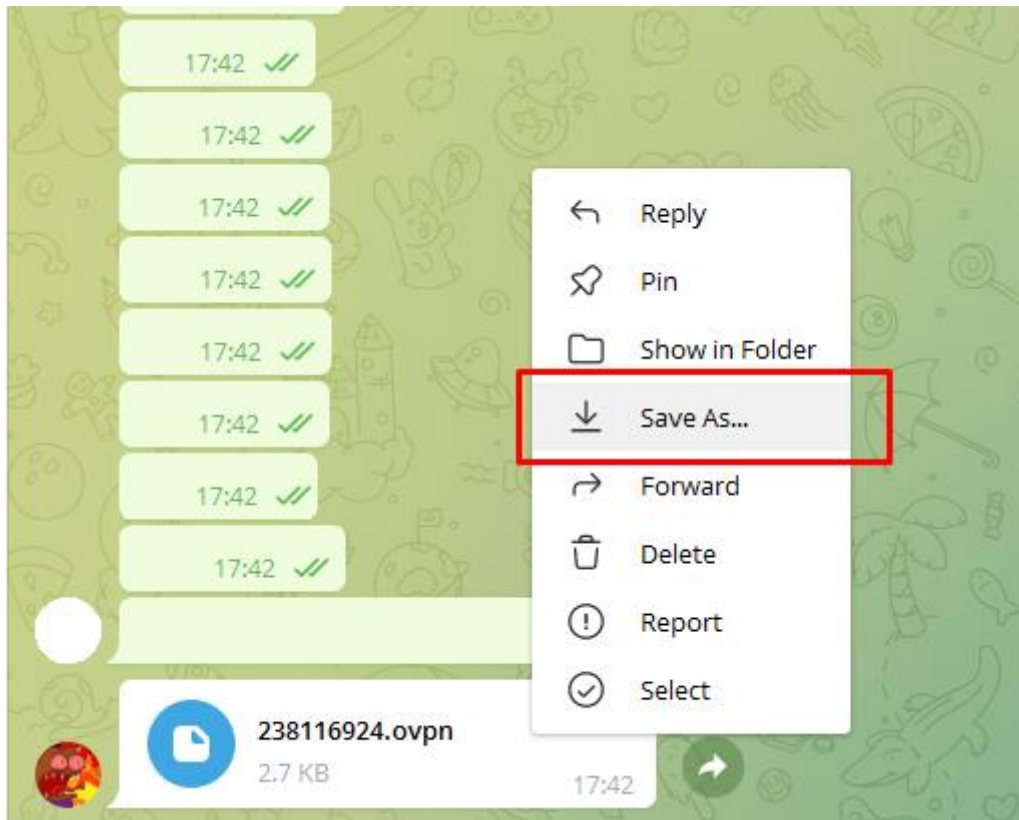 17:42
17:42
17:42
17:42
17:42
17:42
17:42
17:42
Reply
Pin
Show in Folder
Save As...
Forward
Delete
Report
Select
238116924.ovpn
2.7 KB
17:42